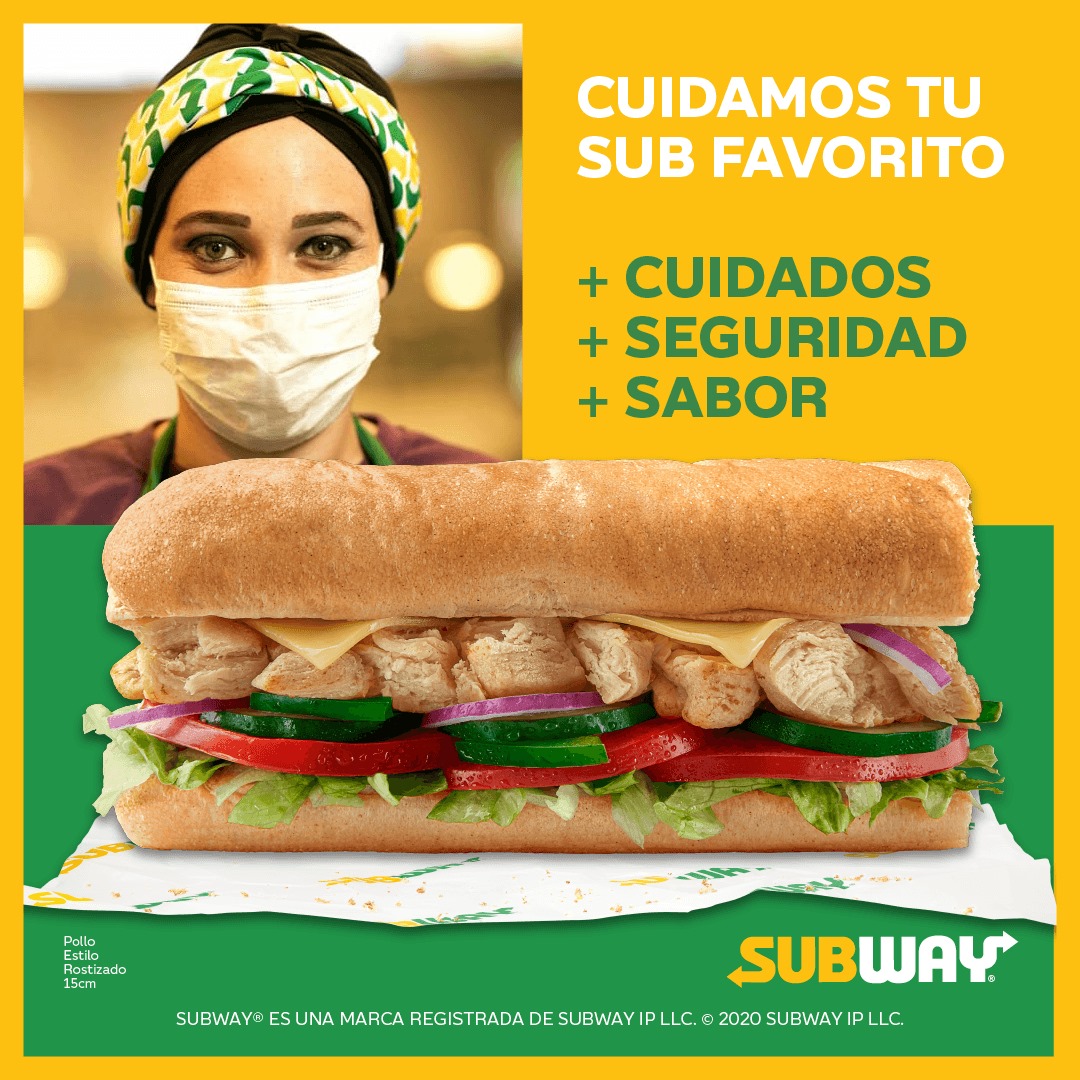 CUIDAMOS TU
SUB FAVORITO
+ CUIDADOS
+ SEGURIDAD
+ SABOR
Pollo
Estilo
Rostizado
15cm
SUBWAY®
SUBWAY® ES UNA MARCA REGISTRADA DE SUBWAY IP LLC. © 2020 SUBWAY IP LLC.